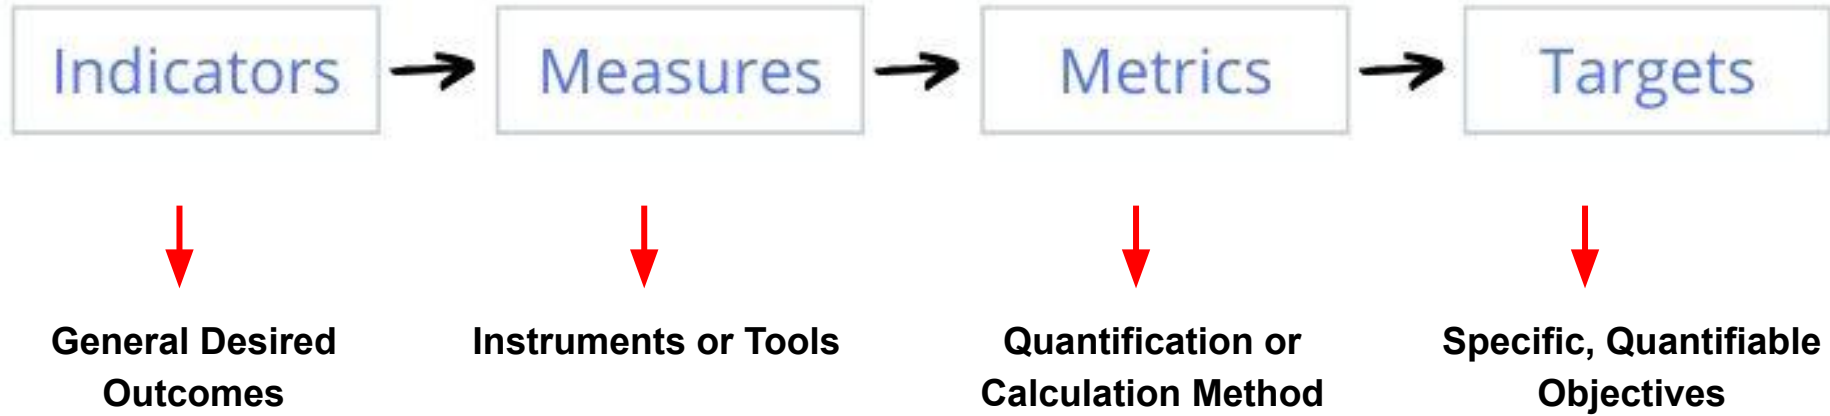 Indicators
Measures
Metrics
Targets
General Desired
Outcomes
Instruments or Tools
Quantification or
Calculation Method
Specific, Quantifiable
Objectives